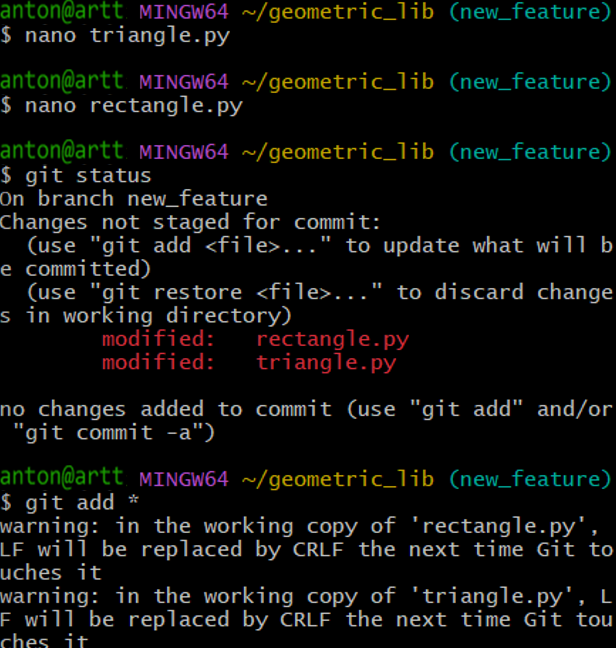 anton@artt MINGW64 ~/geometric_lib (new_feature)
$ nano triangle.py
anton@artt MINGW64 ~/geometric_lib (new_feature)
$ nano rectangle.py
anton@artt MINGW64 ~/geometric_lib (new_feature)
$ git status
On branch new_feature
Changes not staged for commit:
  (use "git add <file>..." to update what will b
e committed)
  (use "git restore <file>..." to discard change
s in working directory)
        modified:   rectangle.py
        modified:   triangle.py
no changes added to commit (use "git add" and/or
 "git commit -a")
anton@artt MINGW64 ~/geometric_lib (new_feature)
$ git add *
warning: in the working copy of 'rectangle.py',
LF will be replaced by CRLF the next time Git to
uches it
warning: in the working copy of 'triangle.py', L
F will be replaced by CRLF the next time Git tou
ches it